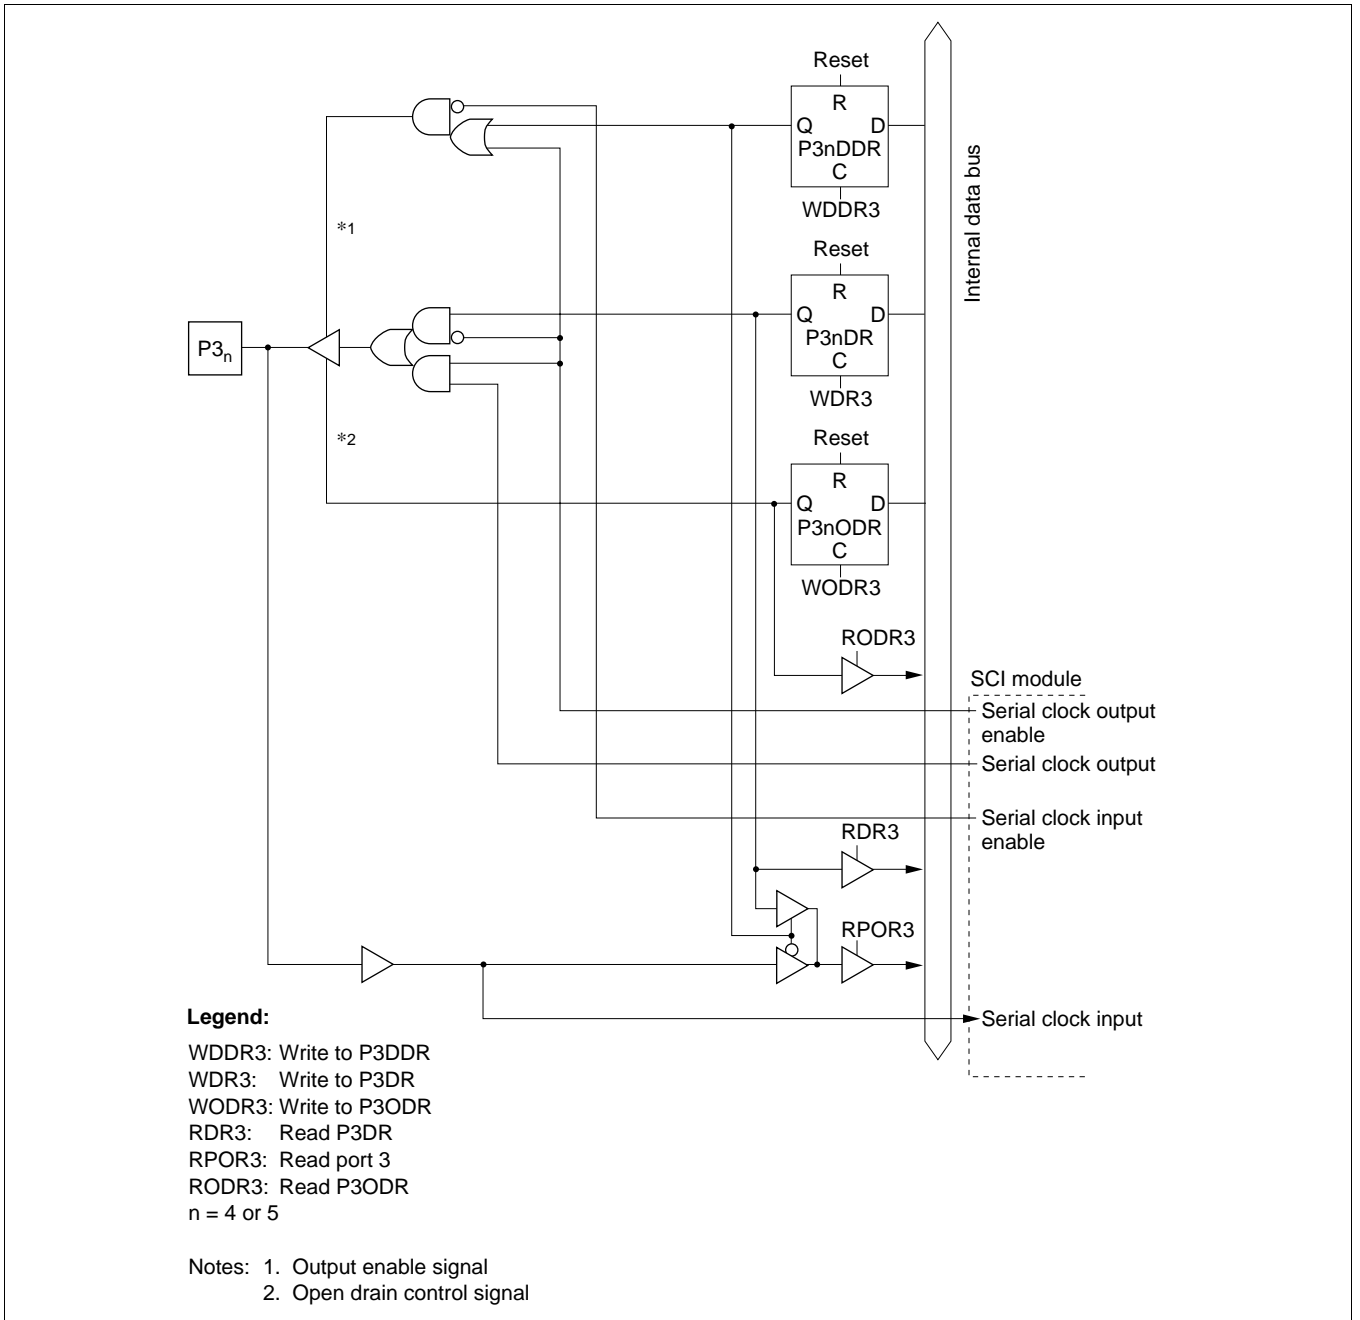 Reset
R
Q D
P3nDDR
C
WDDR3
Internal data bus
*1
Reset
R
Q D
P3nDR
C
WDR3
P3n
*2
Reset
R
Q D
P3nODR
C
WODR3
RODR3
SCI module
Serial clock output
enable
Serial clock output
Serial clock input
enable
RDR3
RPOR3
Serial clock input
Legend:
WDDR3: Write to P3DDR
WDR3: Write to P3DR
WODR3: Write to P3ODR
RDR3: Read P3DR
RPOR3: Read port 3
RODR3: Read P3ODR
n = 4 or 5
Notes: 1. Output enable signal
2. Open drain control signal